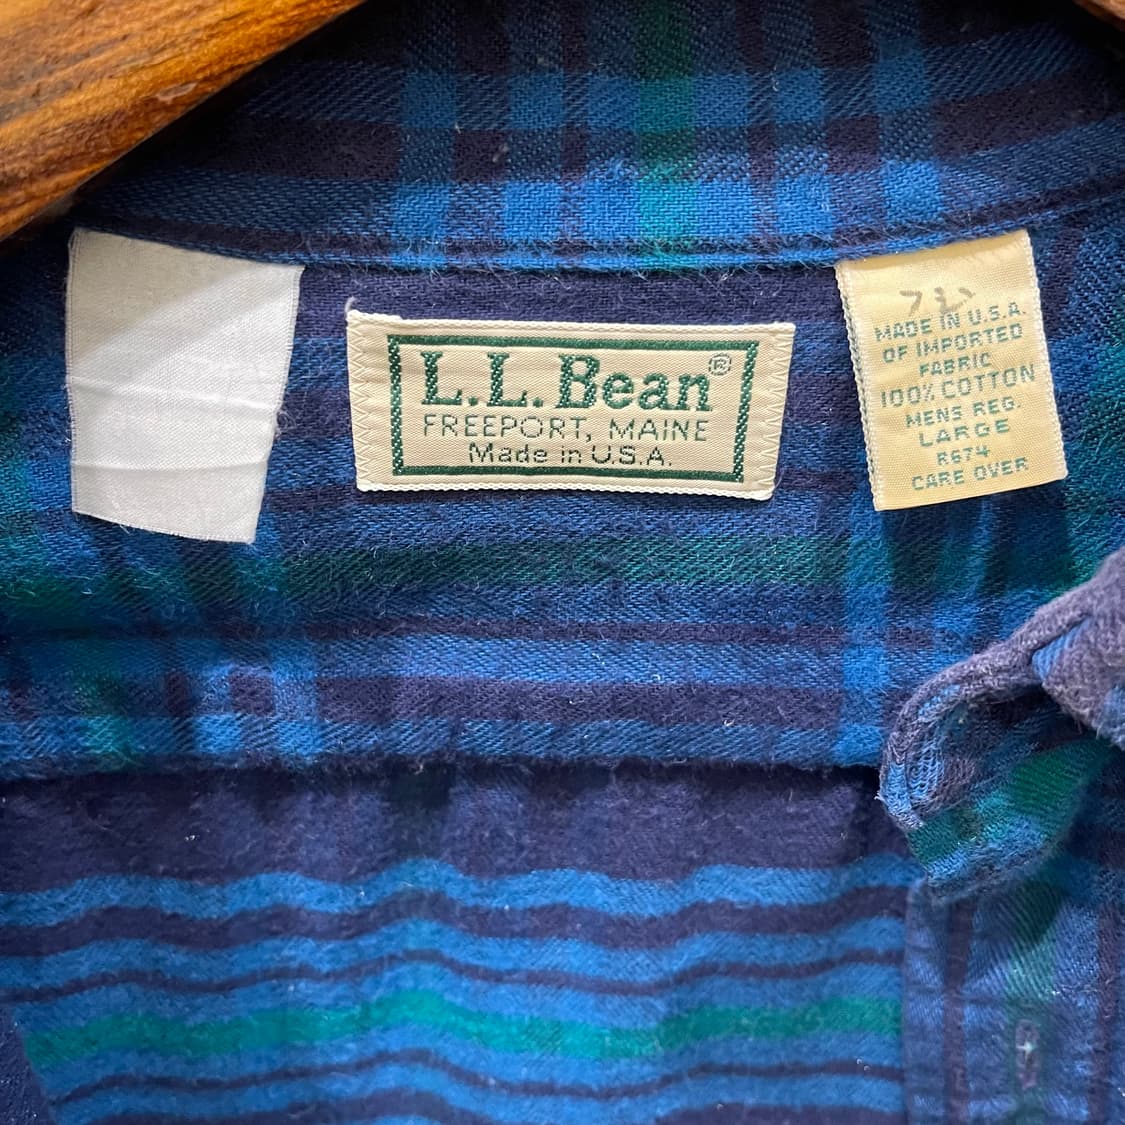 L.L.Bean®
FREEPORT, MAINE
Made in U.S.A.
MADE IN U.S.A.
OF IMPORTED
FABRIC
100% COTTON
MENS REG.
LARGE
R674
CARE OVER